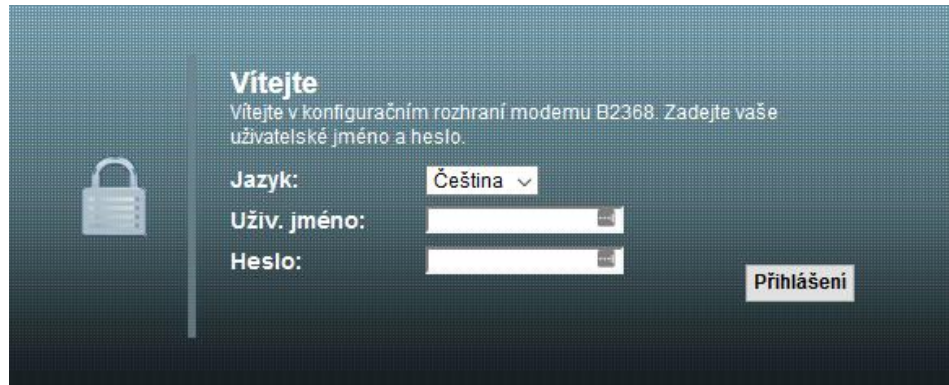 Vítejte
Vítejte v konfiguračním rozhraní modemu B2368. Zadejte vaše
uživatelské jméno a heslo.
Jazyk: Čeština
Uživ. jméno:
Heslo:
Přihlášení